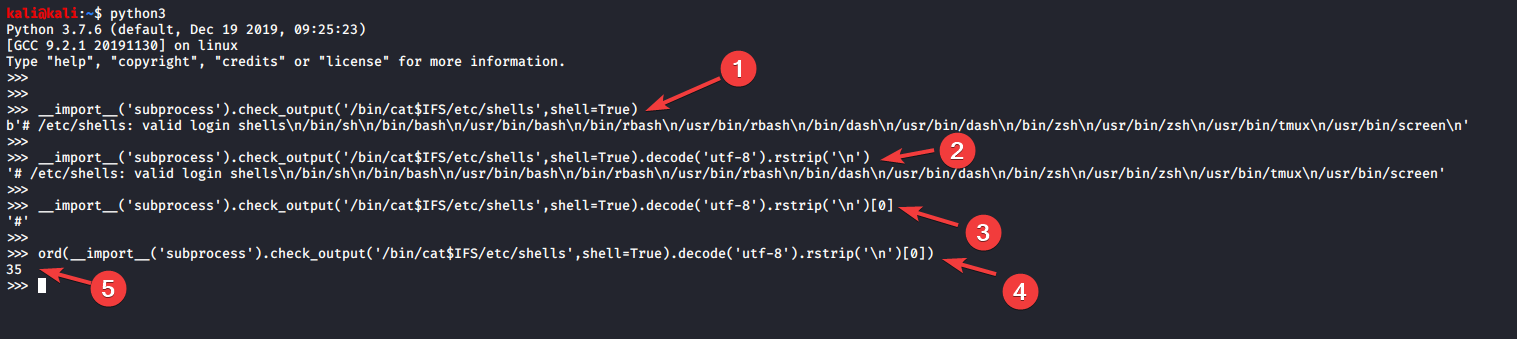 kali@kali:~$ python3
Python 3.7.6 (default, Dec 19 2019, 09:25:23)
[GCC 9.2.1 20191130] on linux
Type "help", "copyright", "credits" or "license" for more information.
>>>
>>>
1
>>> __import__('subprocess').check_output('/bin/cat$IFS/etc/shells',shell=True)
b'# /etc/shells: valid login shells\n/bin/sh\n/bin/bash\n/usr/bin/bash\n/bin/rbash\n/usr/bin/rbash\n/bin/dash\n/usr/bin/dash\n/bin/zsh\n/usr/bin/zsh\n/usr/bin/tmux\n/usr/bin/screen\n'
>>>
>>> __import__('subprocess').check_output('/bin/cat$IFS/etc/shells',shell=True).decode('utf-8').rstrip('\n')
2
'# /etc/shells: valid login shells\n/bin/sh\n/bin/bash\n/usr/bin/bash\n/bin/rbash\n/usr/bin/rbash\n/bin/dash\n/usr/bin/dash\n/bin/zsh\n/usr/bin/zsh\n/usr/bin/tmux\n/usr/bin/screen'
>>>
>>> __import__('subprocess').check_output('/bin/cat$IFS/etc/shells',shell=True).decode('utf-8').rstrip('\n')[0]
'#'
3
>>>
>>> ord(__import__('subprocess').check_output('/bin/cat$IFS/etc/shells',shell=True).decode('utf-8').rstrip('\n')[0])
35
>>>
5
4